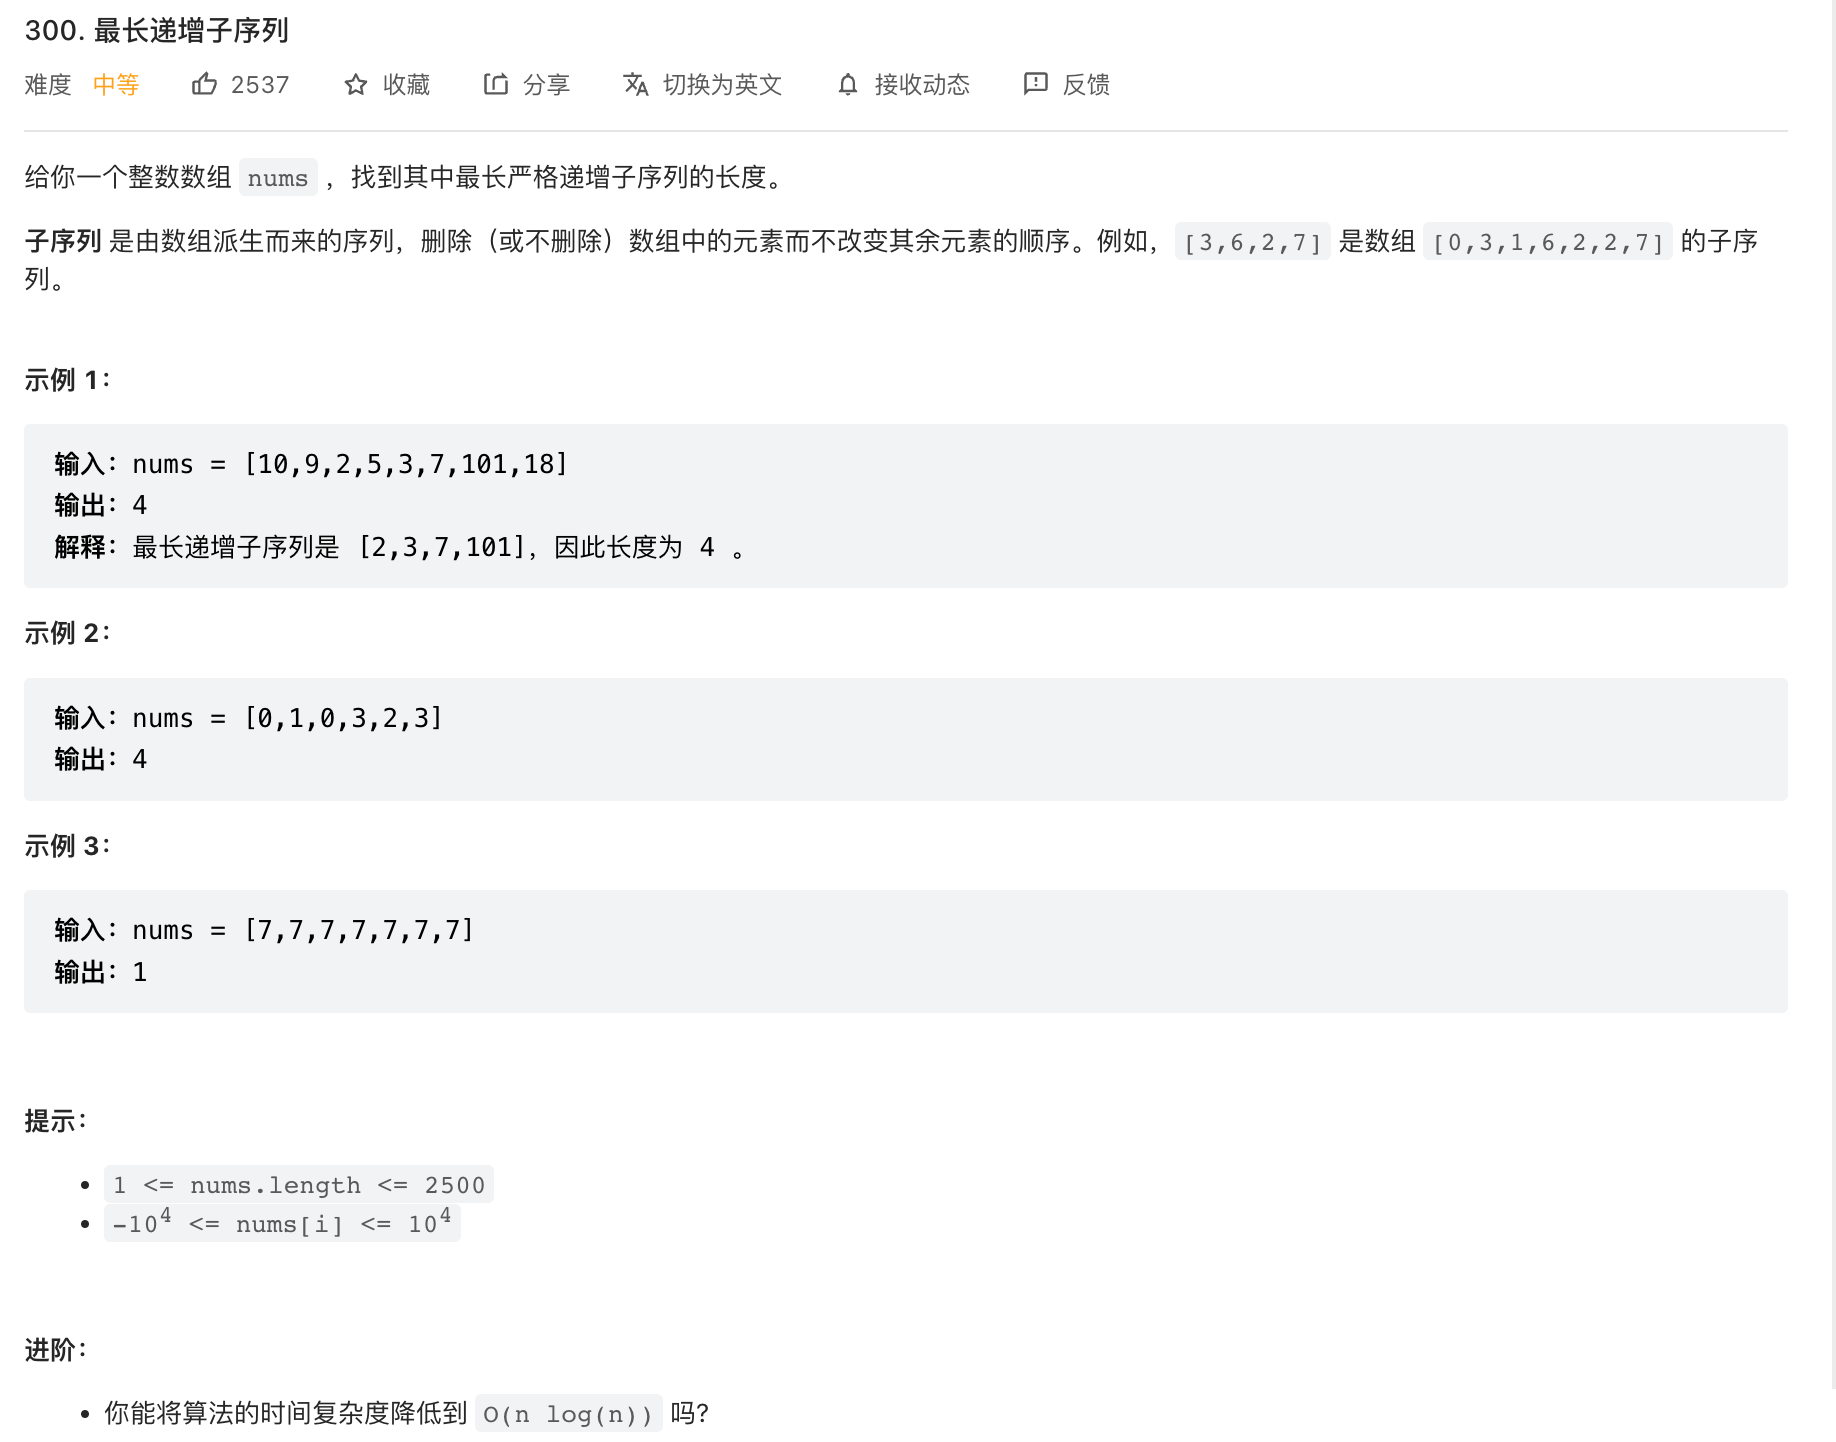 300. 最长递增子序列
难度 中等 2537 收藏 分享 切换为英文 接收动态 反馈
给你一个整数数组 nums ，找到其中最长严格递增子序列的长度。
子序列 是由数组派生而来的序列，删除（或不删除）数组中的元素而不改变其余元素的顺序。例如，[3,6,2,7] 是数组 [0,3,1,6,2,2,7] 的子序
列。
示例 1：
输入：nums = [10,9,2,5,3,7,101,18]
输出：4
解释：最长递增子序列是 [2,3,7,101]，因此长度为 4 。
示例 2：
输入：nums = [0,1,0,3,2,3]
输出：4
示例 3：
输入：nums = [7,7,7,7,7,7,7]
输出：1
提示：
• 1 <= nums.length <= 2500
• -10⁴ <= nums[i] <= 10⁴
进阶：
• 你能将算法的时间复杂度降低到 O(n log(n)) 吗?